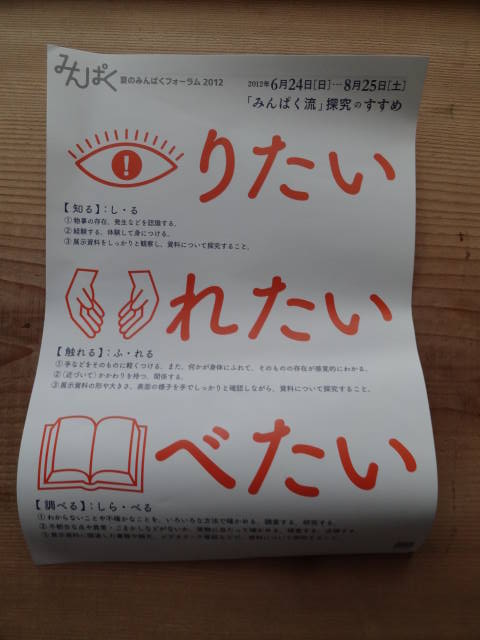 みんぱく
夏のみんぱくフォーラム 2012
2012年6月24日[日]…8月25日[土]
「みんぱく流」探究のすすめ
りたい
【知る】:し・る
①物事の存在、発生などを認識する。
②経験する。体験して身につける。
③展示資料をしっかりと観察し、資料について探究すること。
れたい
【触れる】:ふ・れる
①手などをそのものに軽くつける。また、何かが身体にふれて、そのものの存在が感覚的にわかる。
②(近づいて)かかわりを持つ。関係する。
③展示資料の形や大きさ、表面の様子を手でしっかりと確認しながら、資料について探究すること。
べたい
【調べる】:しら・べる
①わからないことや不確かなことを、いろいろな方法で確かめる。調査する。研究する。